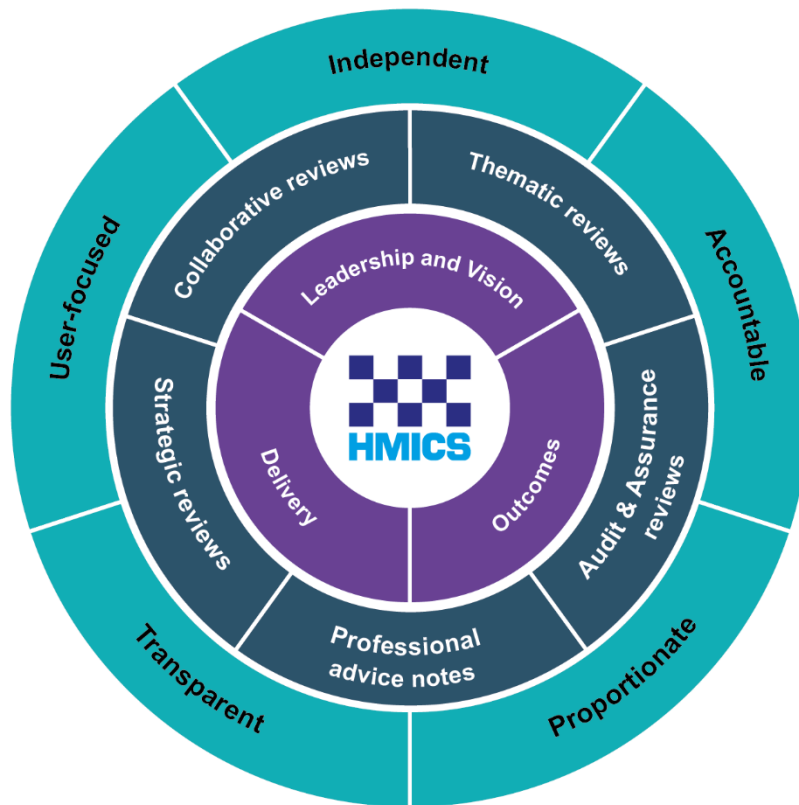 Independent
Accountable
Proportionate
Transparent
User-focused
Collaborative reviews
Thematic reviews
Audit & Assurance
reviews
Professional
advice notes
Strategic reviews
Leadership and Vision
Outcomes
Delivery
HMICS